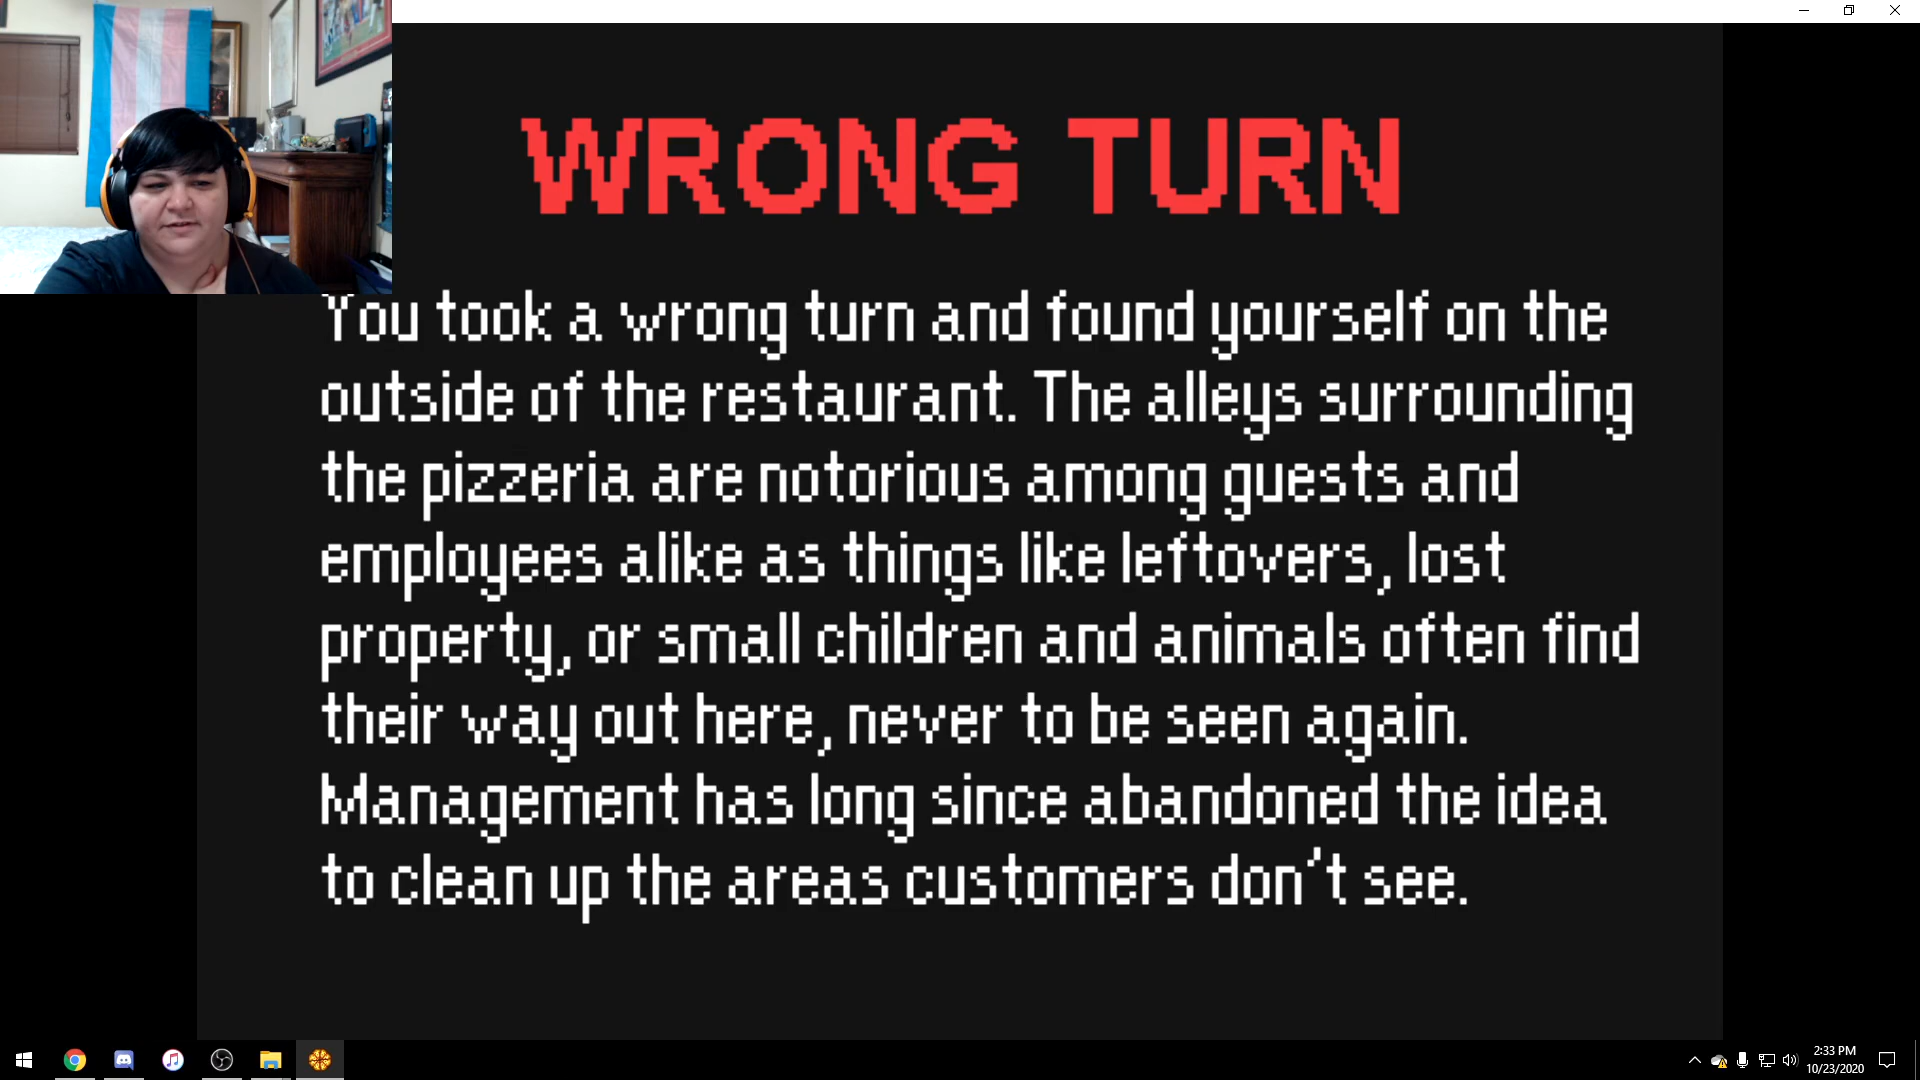 WRONG TURN
You took a wrong turn and found yourself on the
outside of the restaurant. The alleys surrounding
the pizzeria are notorious among guests and
employees alike as things like leftovers, lost
property, or small children and animals often find
their way out here, never to be seen again.
Management has long since abandoned the idea
to clean up the areas customers don't see.
2:33 PM
10/23/2020